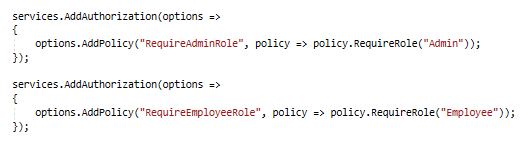 services.AddAuthorization(options =>
{
    options.AddPolicy("RequireAdminRole", policy => policy.RequireRole("Admin"));
});
services.AddAuthorization(options =>
{
    options.AddPolicy("RequireEmployeeRole", policy => policy.RequireRole("Employee"));
});